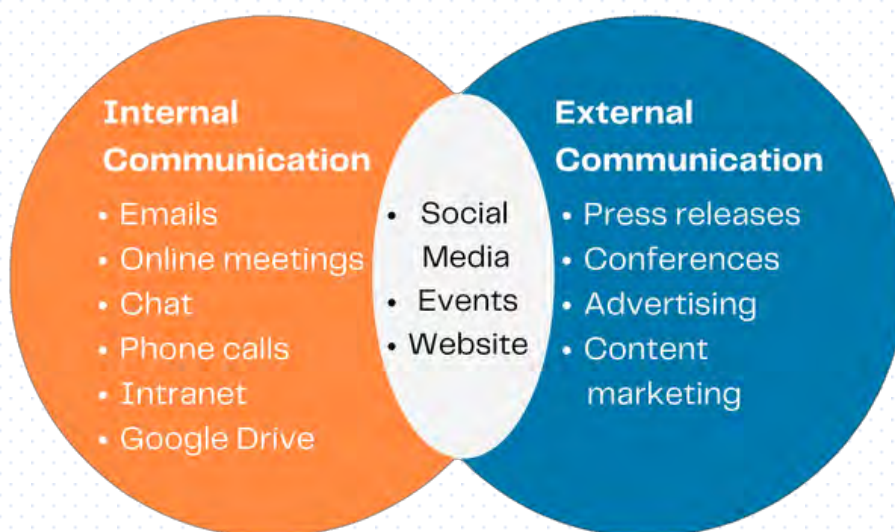 Internal
Communication
• Emails
• Online meetings
• Chat
• Phone calls
• Intranet
• Google Drive
• Social
Media
• Events
• Website
External
Communication
• Press releases
• Conferences
• Advertising
• Content
marketing